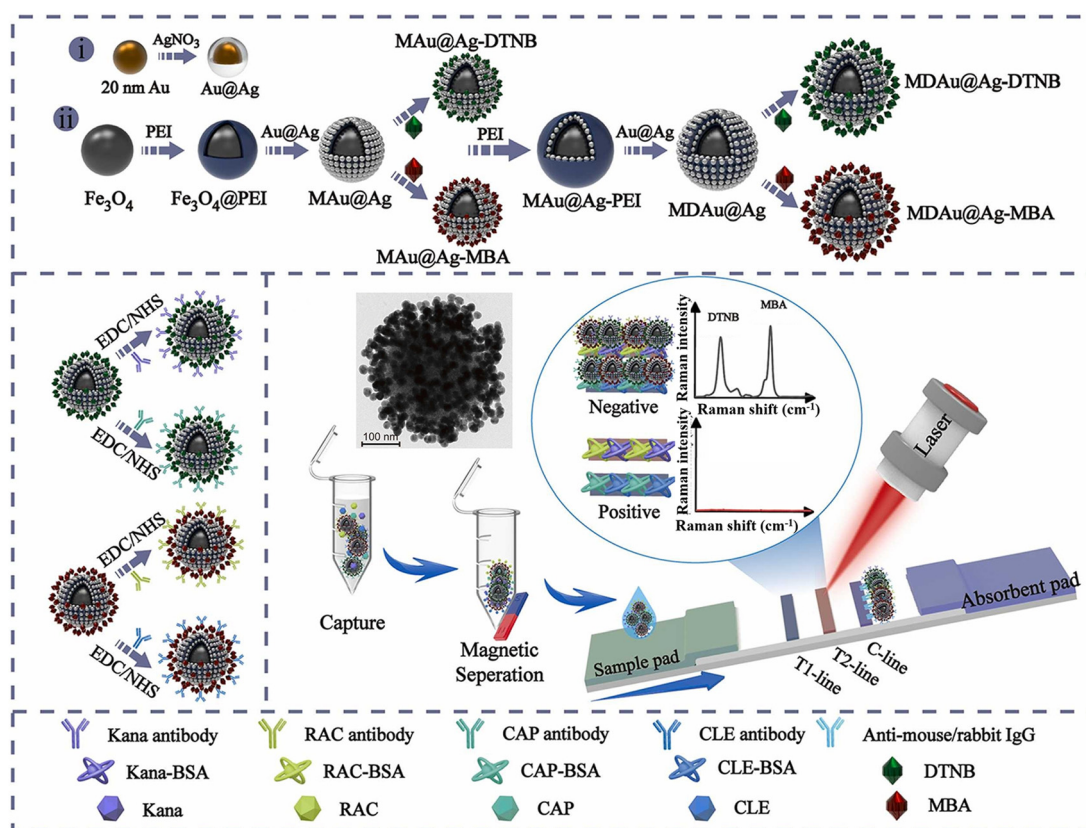 i
AgNO3
20 nm Au
Au@Ag
ii
PEI
Fe3O4
Fe3O4@PEI
Au@Ag
MAu@Ag
MAu@Ag-DTNB
MAu@Ag-MBA
PEI
MAu@Ag-PEI
Au@Ag
MDAu@Ag
MDAu@Ag-DTNB
MDAu@Ag-MBA
EDC/NHS
EDC/NHS
EDC/NHS
EDC/NHS
100 nm
Capture
Magnetic
Seperation
Negative
Raman intensity
DTNB
MBA
Raman shift (cm-1)
Positive
Raman intensity
Raman shift (cm-1)
Laser
Sample pad
T1-line
T2-line
C-line
Absorbent pad
Kana antibody
RAC antibody
CAP antibody
CLE antibody
Anti-mouse/rabbit IgG
Kana-BSA
RAC-BSA
CAP-BSA
CLE-BSA
DTNB
Kana
RAC
CAP
CLE
MBA